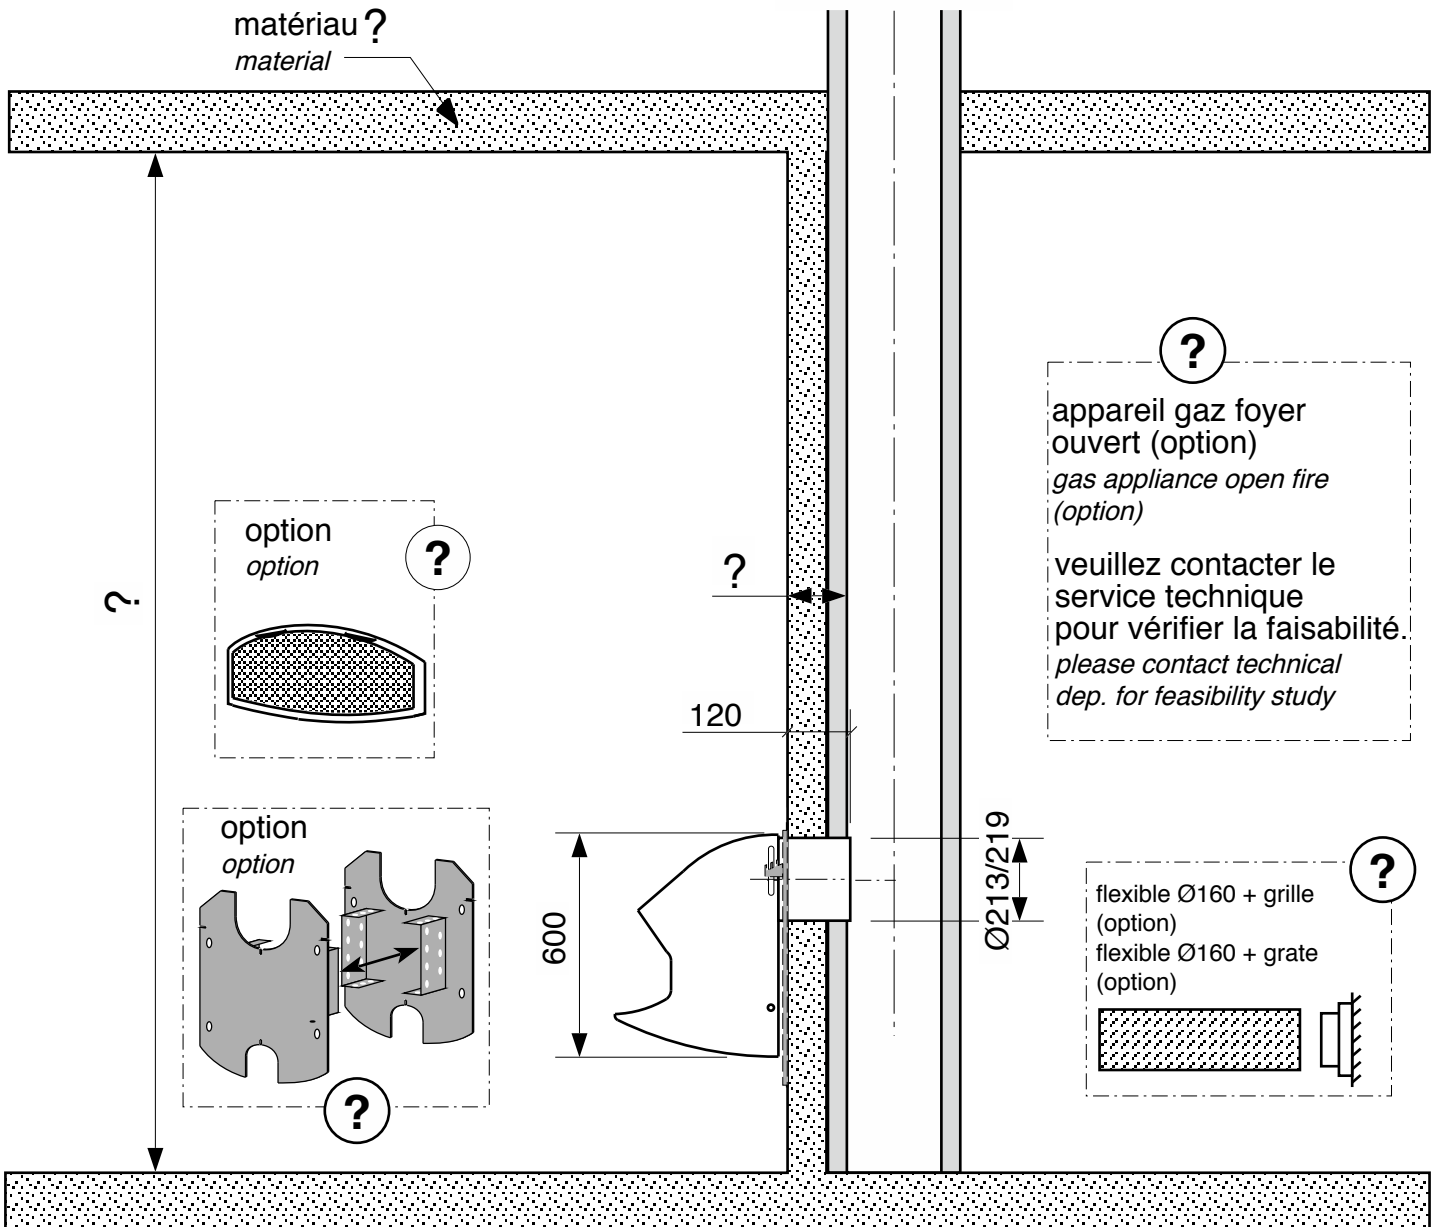 matériau ?
material
?
appareil gaz foyer
ouvert (option)
gas appliance open fire
(option)
veuillez contacter le
service technique
pour vérifier la faisabilité.
please contact technical
dep. for feasibility study
option
option
?
?
?
120
option
option
?
600
Ø213/219
?
flexible Ø160 + grille
(option)
flexible Ø160 + grate
(option)